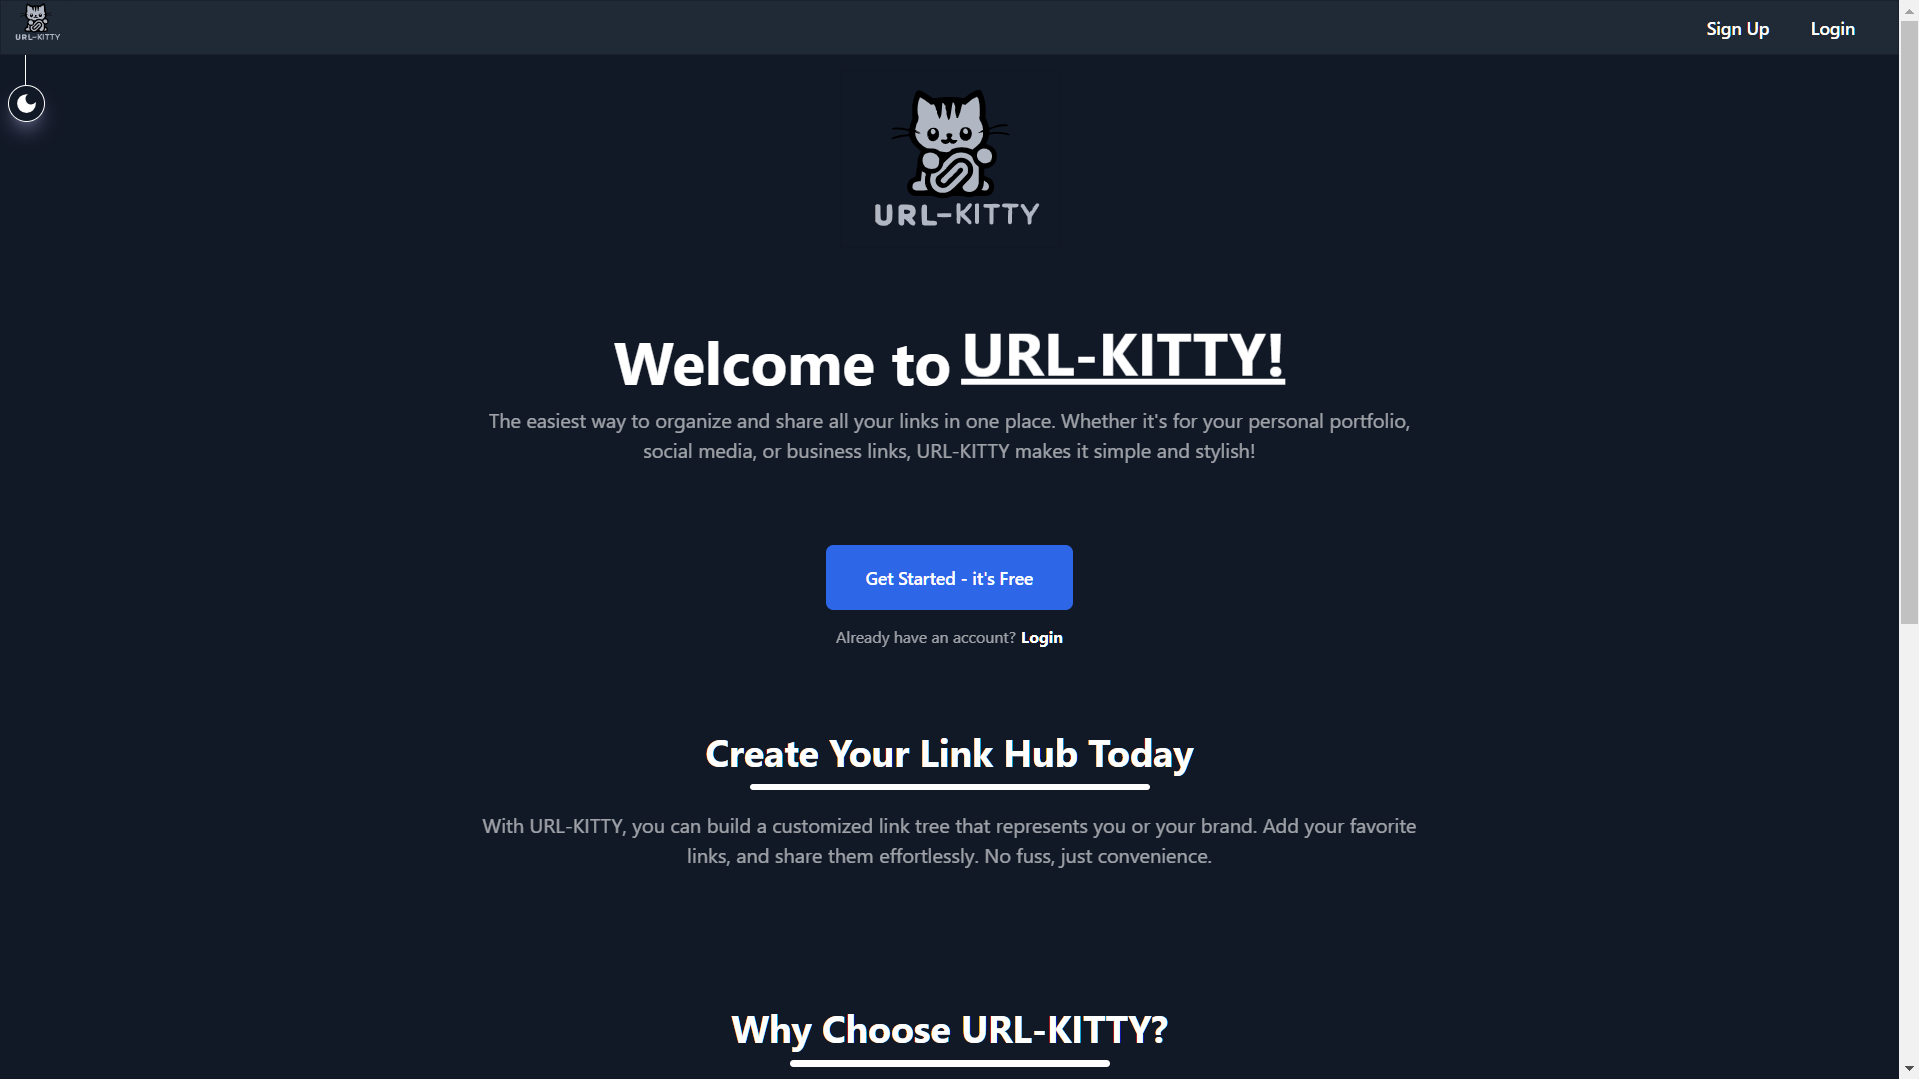 URL-KITTY
Sign Up
Login
URL-KITTY
Welcome to URL-KITTY!
The easiest way to organize and share all your links in one place. Whether it's for your personal portfolio,
social media, or business links, URL-KITTY makes it simple and stylish!
Get Started - it's Free
Already have an account? Login
Create Your Link Hub Today
With URL-KITTY, you can build a customized link tree that represents you or your brand. Add your favorite
links, and share them effortlessly. No fuss, just convenience.
Why Choose URL-KITTY?